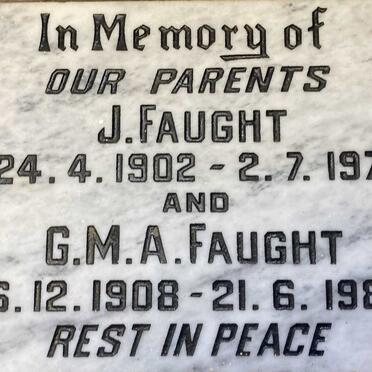 In Memory of
OUR PARENTS
J. FAUGHT
24. 4. 1902 - 2. 7. 197
AND
G.M.A. FAUGHT
6. 12. 1908 - 21. 6. 198
REST IN PEACE